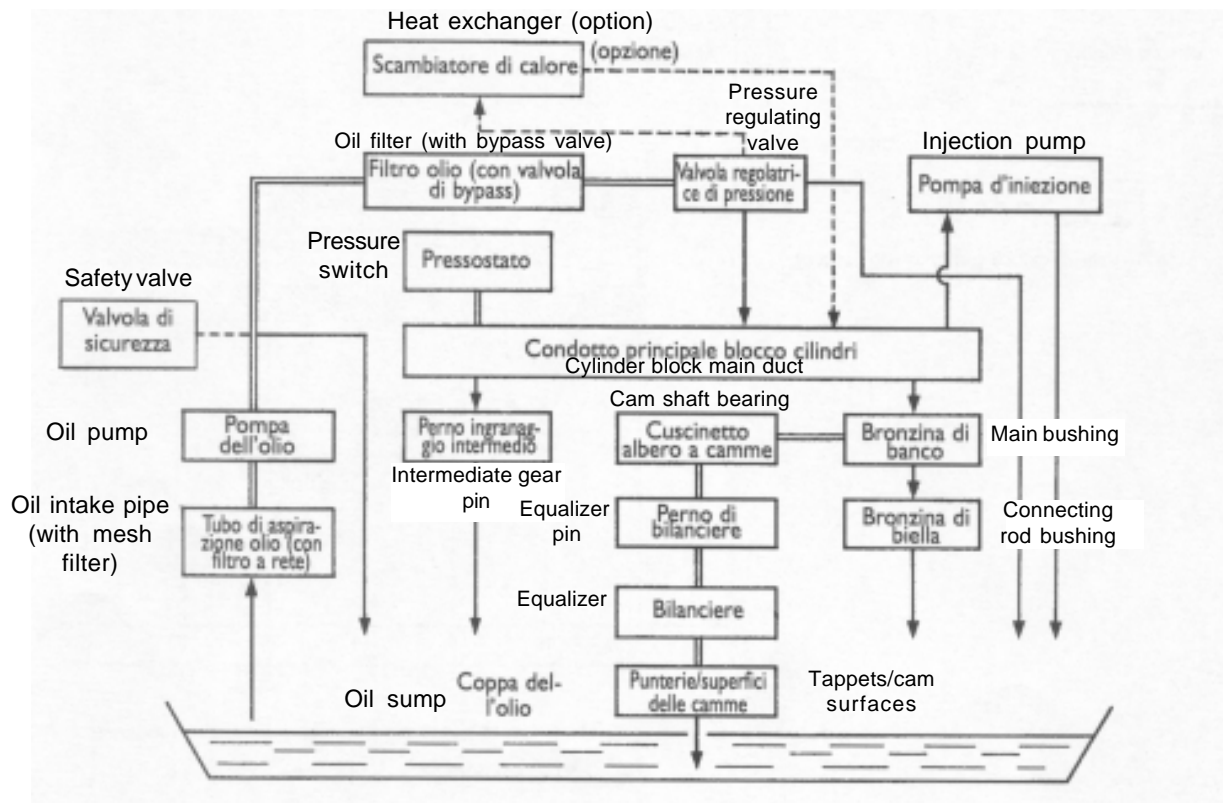 Heat exchanger (option)
(opzione)
Scambiatore di calore
Pressure
regulating
valve
Oil filter (with bypass valve)
Filtro olio (con valvola
di bypass)
Valvola regolatri-
ce di pressione
Injection pump
Pompa d'iniezione
Pressure
switch
Pressostato
Safety valve
Valvola di
sicurezza
Condotto principale blocco cilindri
Cylinder block main duct
Oil pump
Pompa
dell'olio
Perno ingranag-
gio intermedio
Intermediate gear
pin
Cam shaft bearing
Cuscinetto
albero a camme
Bronzina di
banco
Main bushing
Oil intake pipe
(with mesh
filter)
Tubo di aspira-
zione olio (con
filtro a rete)
Equalizer
pin
Perno di
bilanciere
Bronzina di
biella
Connecting
rod bushing
Equalizer
Bilanciere
Oil sump
Coppa del-
l'olio
Punterie/superfici
delle camme
Tappets/cam
surfaces